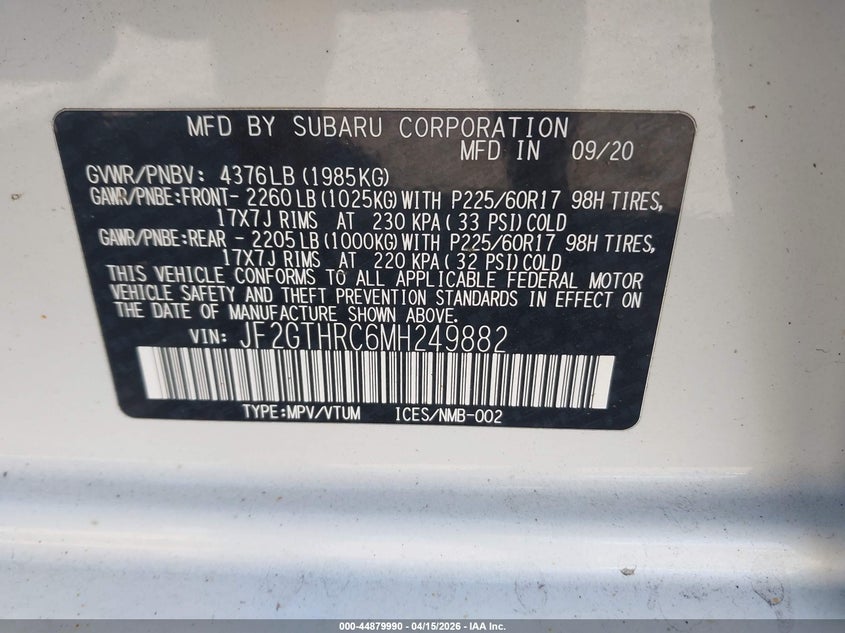 MFD BY SUBARU CORPORATION
MFD IN 09/20
GVWR/PNBV: 4376LB (1985KG)
GAWR/PNBE:FRONT- 2260LB (1025KG)WITH P225/60R17 98H TIRES,
17X7J RIMS AT 230 KPA( 33 PSI)COLD
GAWR/PNBE:REAR - 2205LB (1000KG)WITH P225/60R17 98H TIRES,
17X7J RIMS AT 220 KPA( 32 PSI)COLD
THIS VEHICLE CONFORMS TO ALL APPLICABLE FEDERAL MOTOR
VEHICLE SAFETY AND THEFT PREVENTION STANDARDS IN EFFECT ON
THE DATE OF MANUFACTURE SHOWN ABOVE.
VIN: JF2GTHRC6MH249882
TYPE:MPV/VTUM ICES/NMB-002
000-44879990 - 04/15/2026 - IAA Inc.